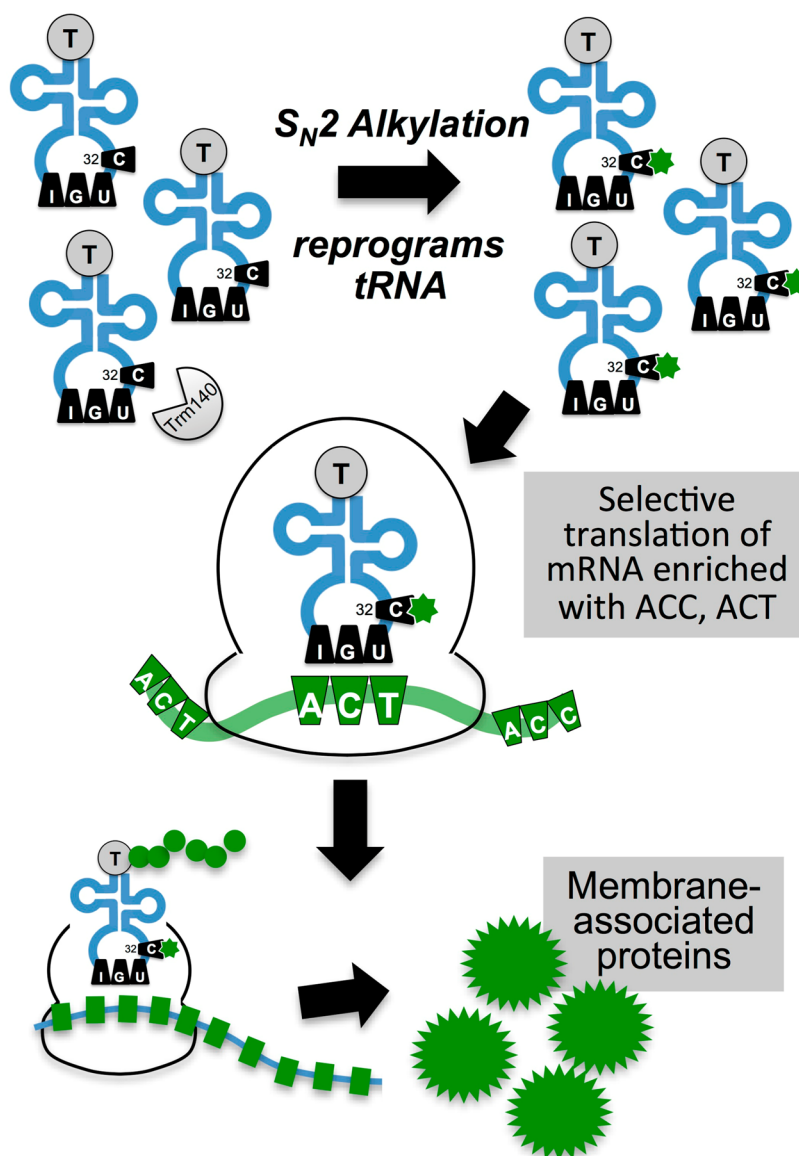 T
32 C
I G U
T
32 C
I G U
T
32 C
I G U
Trm140
SN2 Alkylation
reprograms
tRNA
T
32 C
I G U
T
32 C
I G U
T
32 C
I G U
Selective
translation of
mRNA enriched
with ACC, ACT
T
32 C
I G U
A C T
A C T
A C C
T
32 C
I G U
Membrane-
associated
proteins